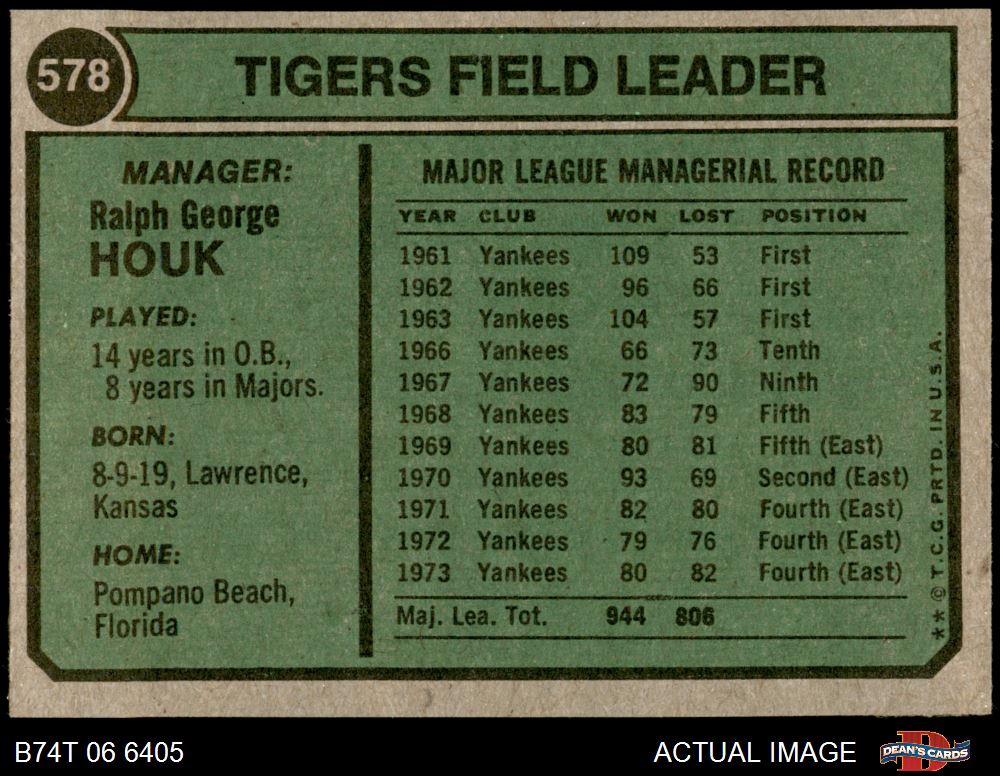 578
TIGERS FIELD LEADER
MANAGER:
Ralph George
HOUK
PLAYED:
14 years in O.B.,
8 years in Majors.
BORN:
8-9-19, Lawrence,
Kansas
HOME:
Pompano Beach,
Florida
MAJOR LEAGUE MANAGERIAL RECORD
YEAR CLUB WON LOST POSITION
1961 Yankees 109 53 First
1962 Yankees 96 66 First
1963 Yankees 104 57 First
1966 Yankees 66 73 Tenth
1967 Yankees 72 90 Ninth
1968 Yankees 83 79 Fifth
1969 Yankees 80 81 Fifth (East)
1970 Yankees 93 69 Second (East)
1971 Yankees 82 80 Fourth (East)
1972 Yankees 79 76 Fourth (East)
1973 Yankees 80 82 Fourth (East)
Maj. Lea. Tot. 944 806
** © T.C.G. PRTD. IN U.S.A.
B74T 06 6405
ACTUAL IMAGE
DEAN'S CARDS